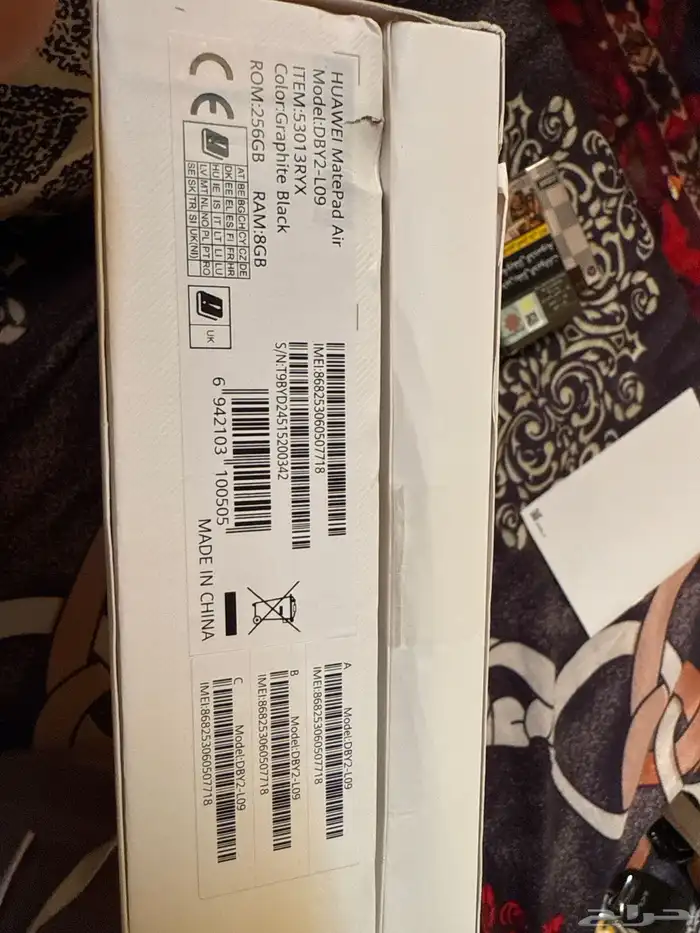 HUAWEI MatePad Air
Model:DBY2-L09
ITEM:53013RYX
Color:Graphite Black
ROM:256GB RAM:8GB
CE
AT BE BG CH CY CZ DE
DK EE EL ES FI FR HR
HU IE IS IT LT LI LU
LV MT NL NO PL PT RO
SE SK TR SI UK(NI)
UK
IMEI:868253060507718
S/N:T9BYD24515200342
6 942103 100505
MADE IN CHINA
A
Model:DBY2-L09
IMEI:868253060507718
B
Model:DBY2-L09
IMEI:868253060507718
C
Model:DBY2-L09
IMEI:868253060507718
حراج